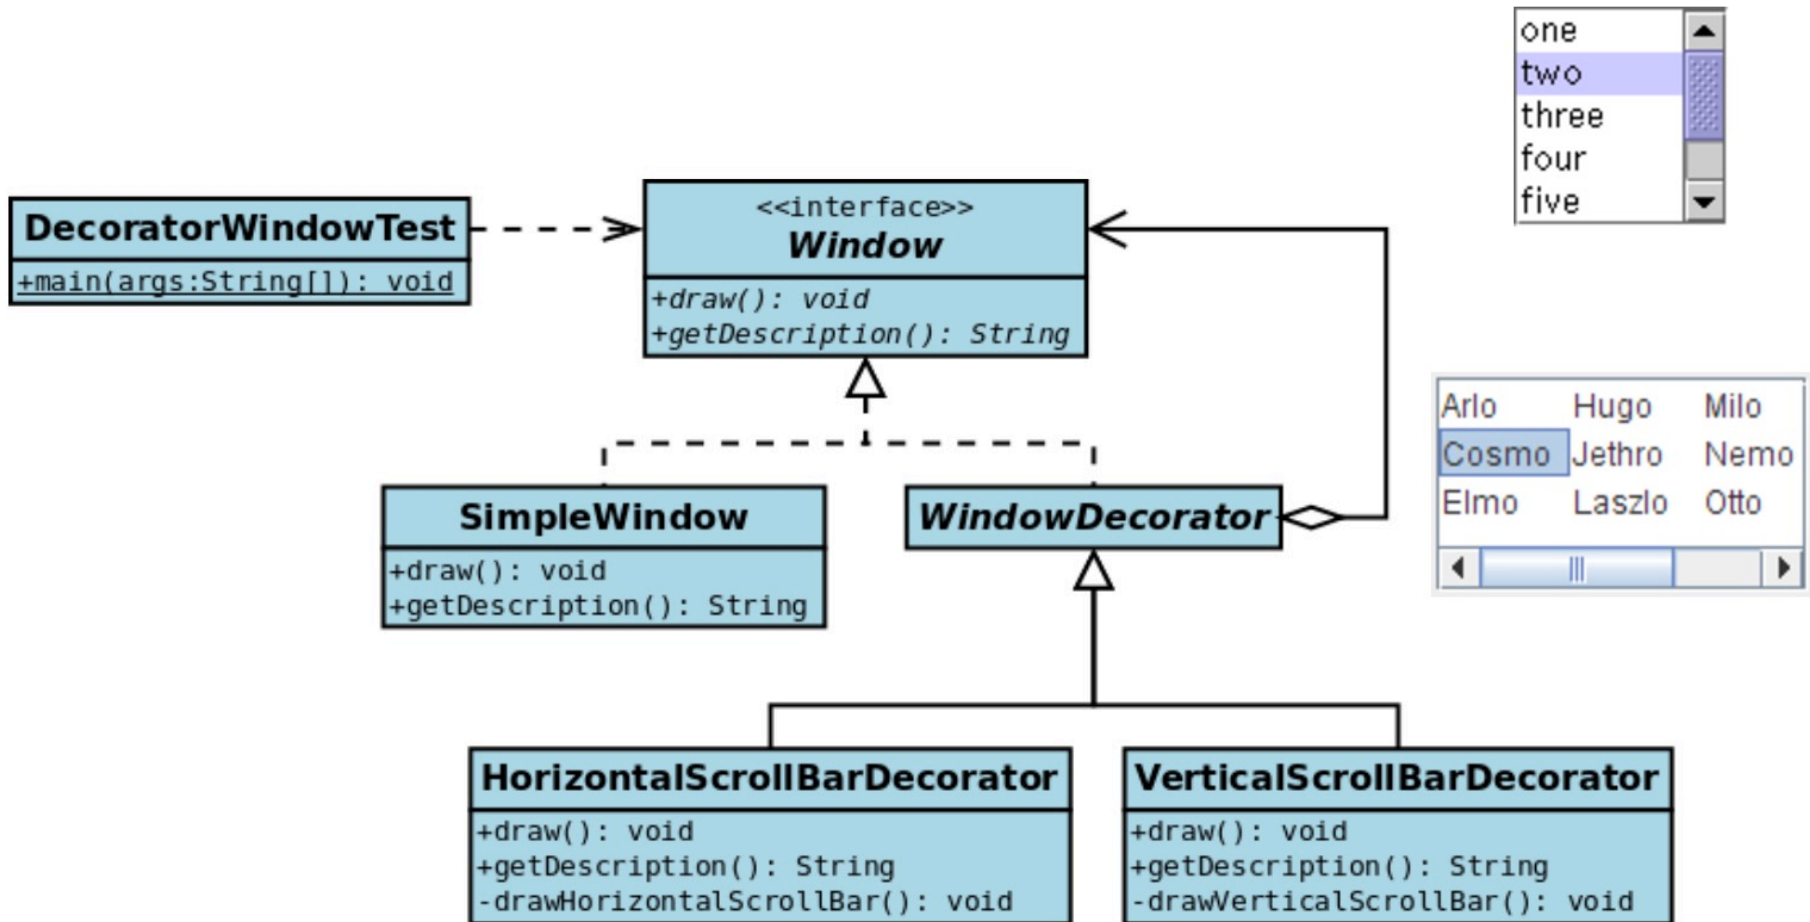 DecoratorWindowTest
+main(args:String[]): void
<<interface>>
Window
+draw(): void
+getDescription(): String
one
two
three
four
five
SimpleWindow
+draw(): void
+getDescription(): String
WindowDecorator
Arlo Hugo Milo
Cosmo Jethro Nemo
Elmo Laszlo Otto
HorizontalScrollBarDecorator
+draw(): void
+getDescription(): String
-drawHorizontalScrollBar(): void
VerticalScrollBarDecorator
+draw(): void
+getDescription(): String
-drawVerticalScrollBar(): void